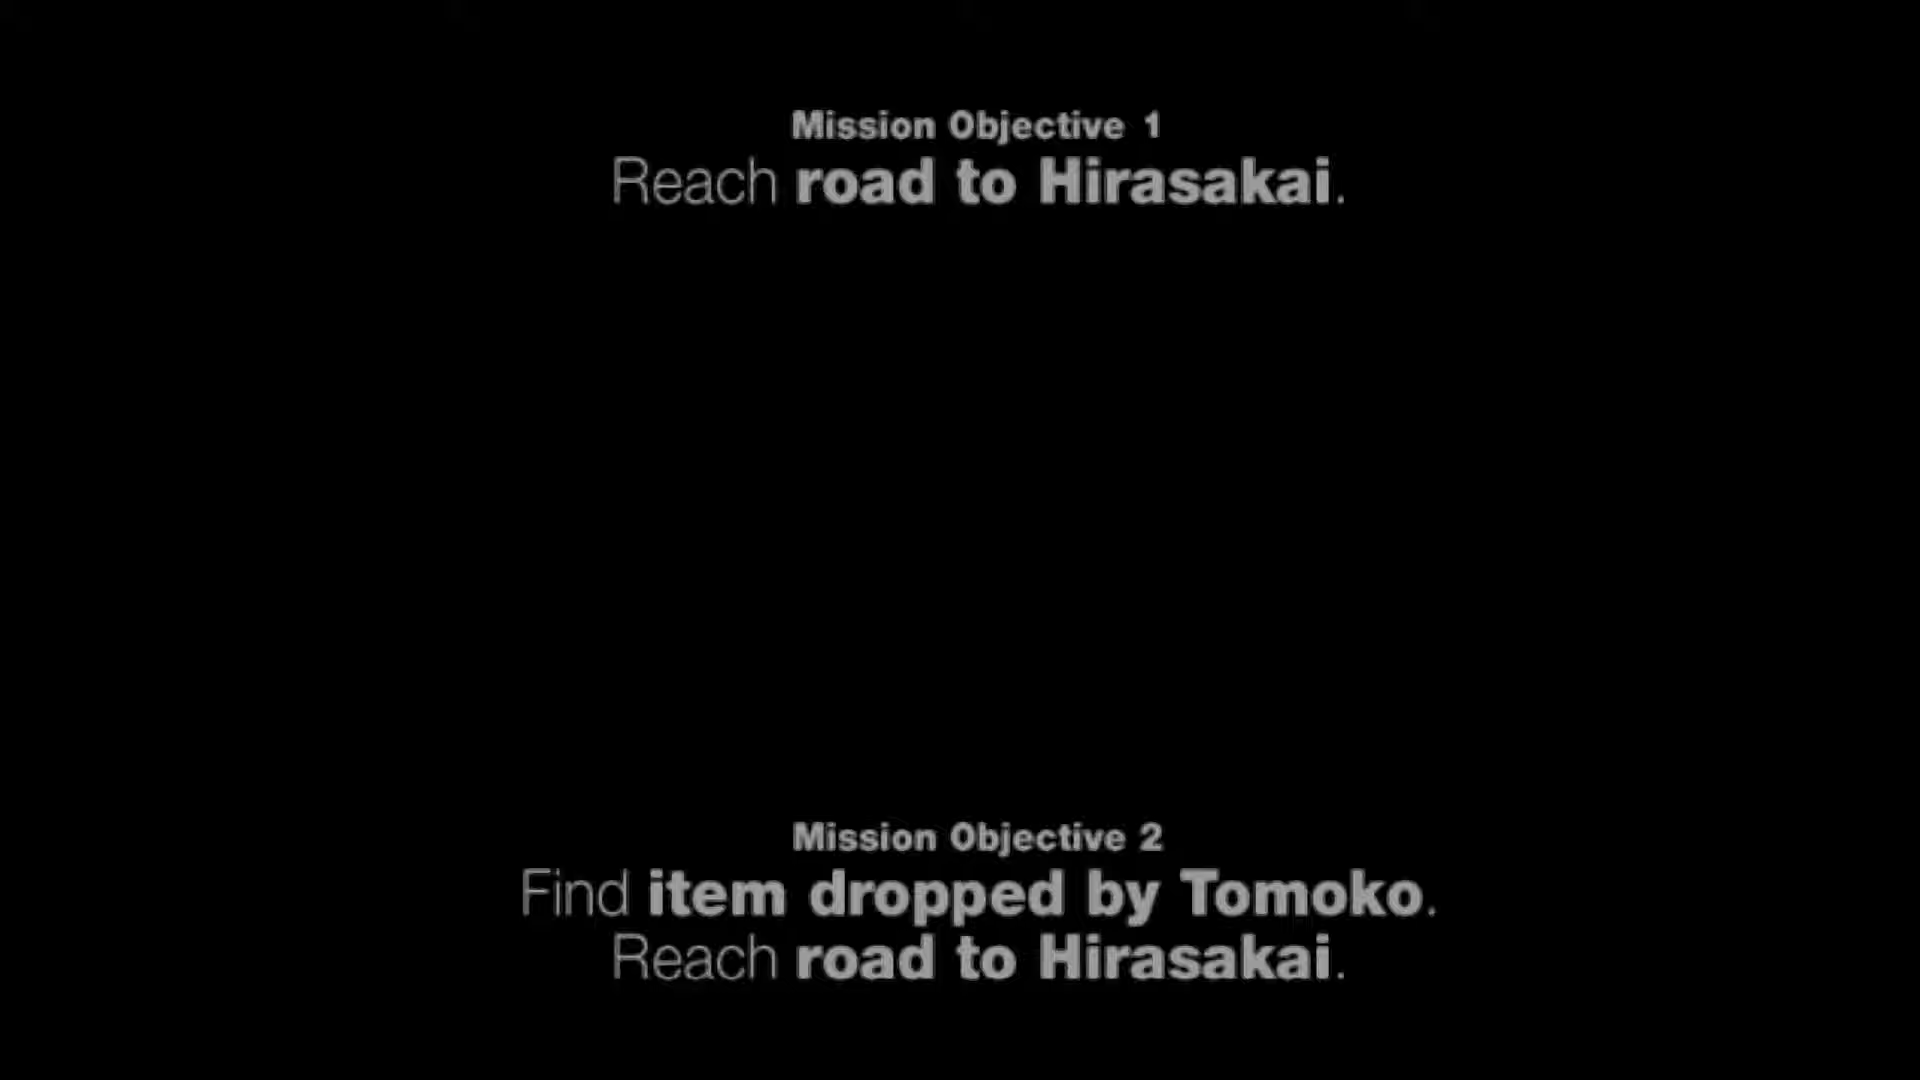 Mission Objective 1
Reach road to Hirasakai.
Mission Objective 2
Find item dropped by Tomoko.
Reach road to Hirasakai.